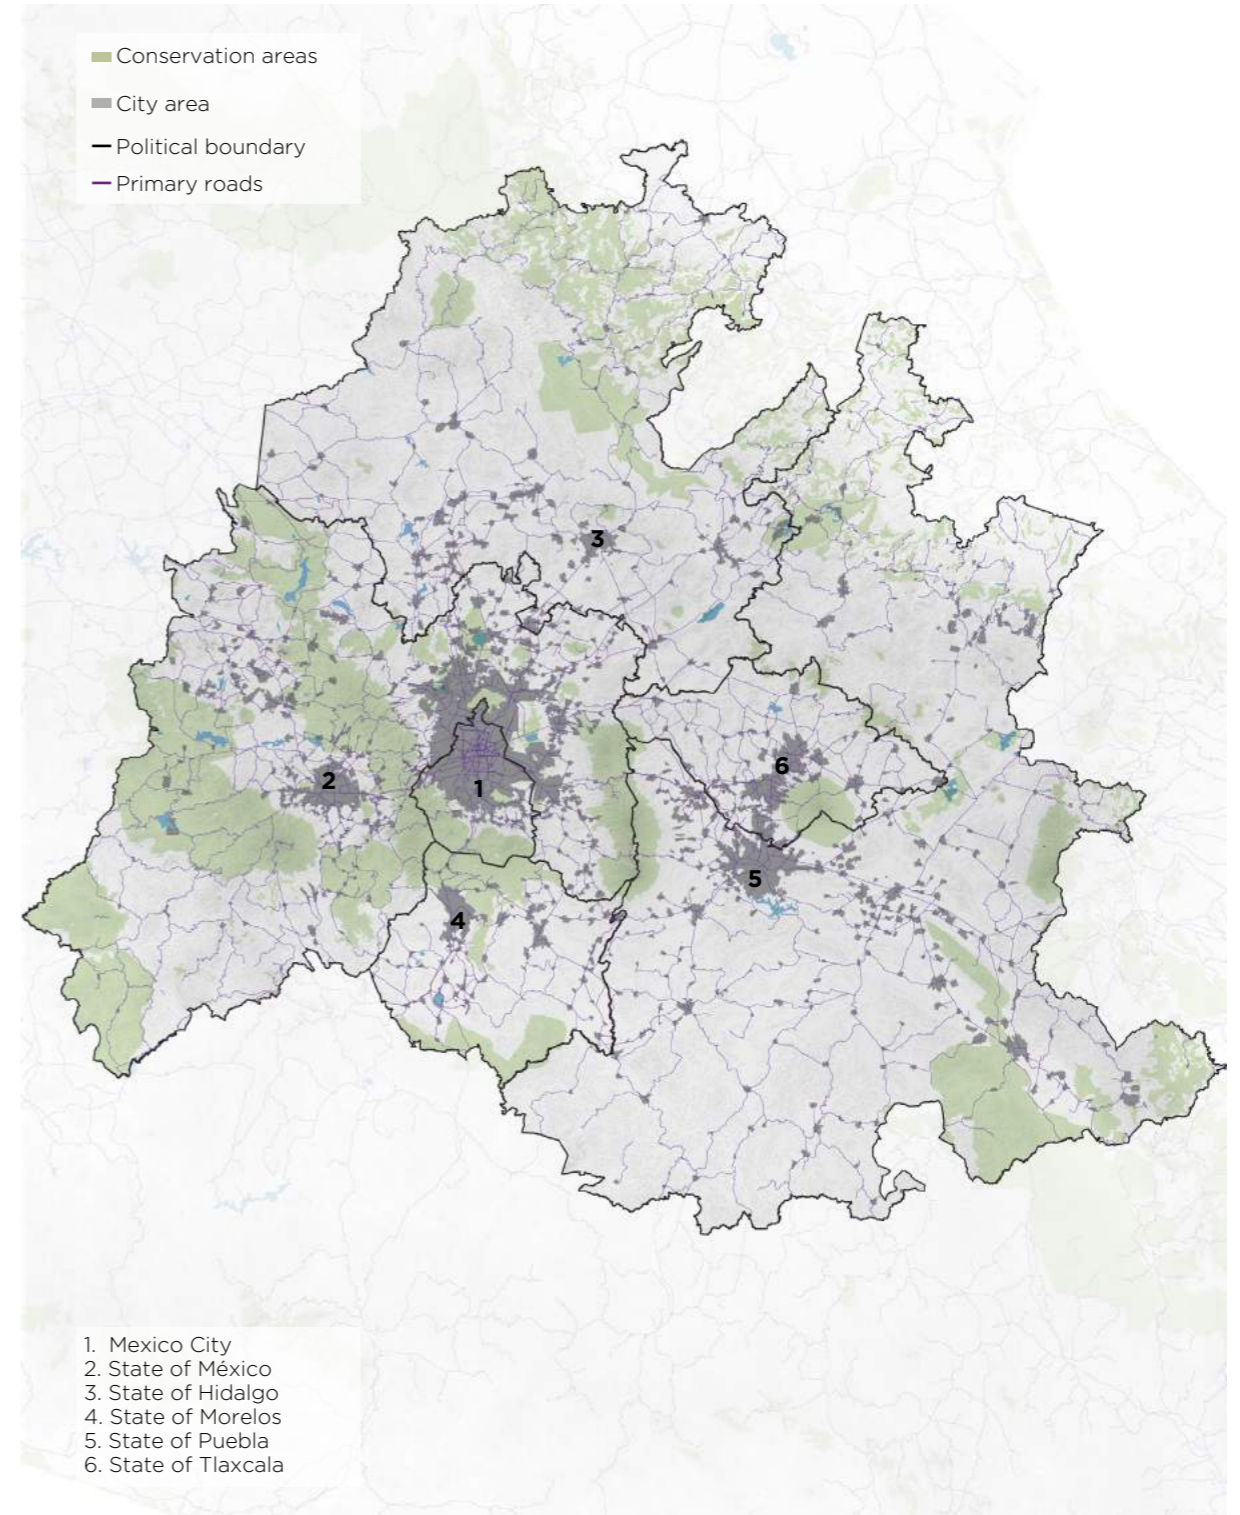 Conservation areas
City area
Political boundary
Primary roads
3
6
2
1
5
4
1. Mexico City
2. State of México
3. State of Hidalgo
4. State of Morelos
5. State of Puebla
6. State of Tlaxcala